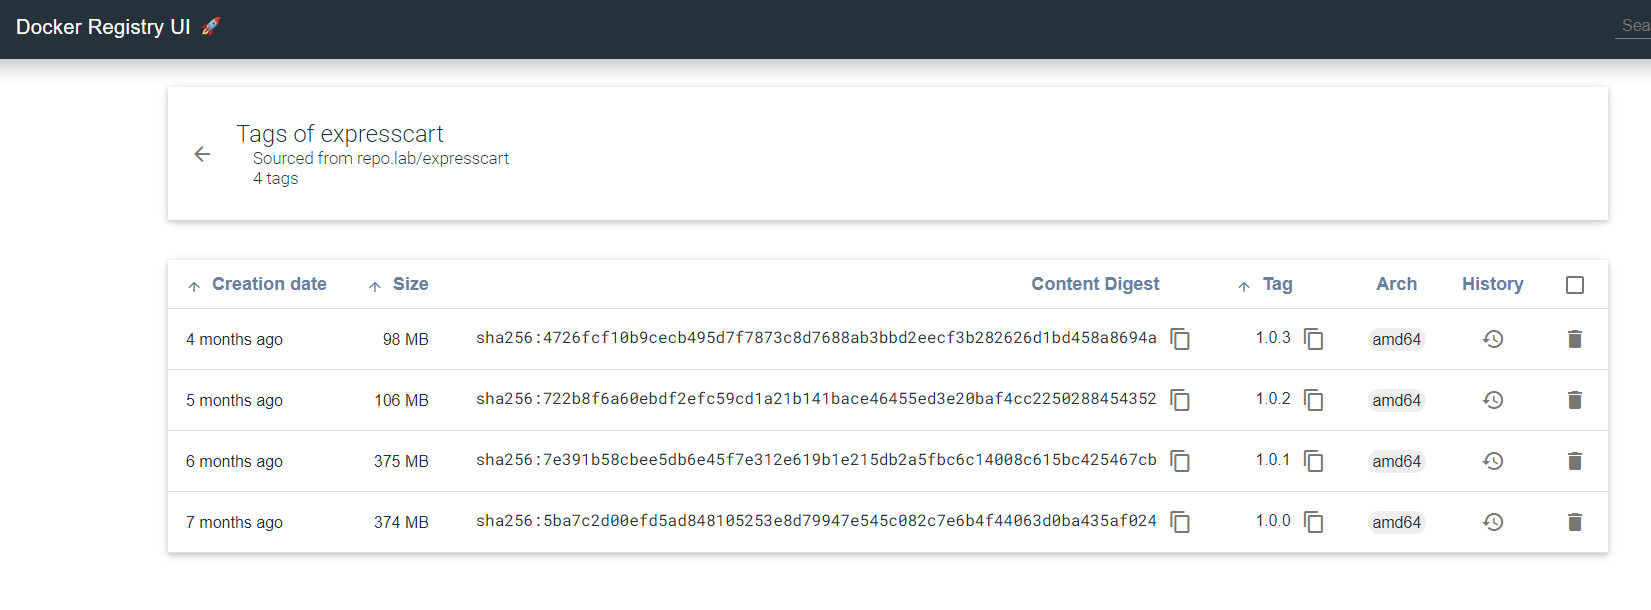 Docker Registry UI 🚀
Sea
Tags of expresscart
Sourced from repo.lab/expresscart
4 tags
Creation date Size Content Digest Tag Arch History
4 months ago 98 MB sha256:4726fcf10b9cecb495d7f7873c8d7688ab3bbd2eecf3b282626d1bd458a8694a 1.0.3 amd64
5 months ago 106 MB sha256:722b8f6a60ebdf2efc59cd1a21b141bace46455ed3e20baf4cc2250288454352 1.0.2 amd64
6 months ago 375 MB sha256:7e391b58cbee5db6e45f7e312e619b1e215db2a5fbc6c14008c615bc425467cb 1.0.1 amd64
7 months ago 374 MB sha256:5ba7c2d00efd5ad848105253e8d79947e545c082c7e6b4f44063d0ba435af024 1.0.0 amd64